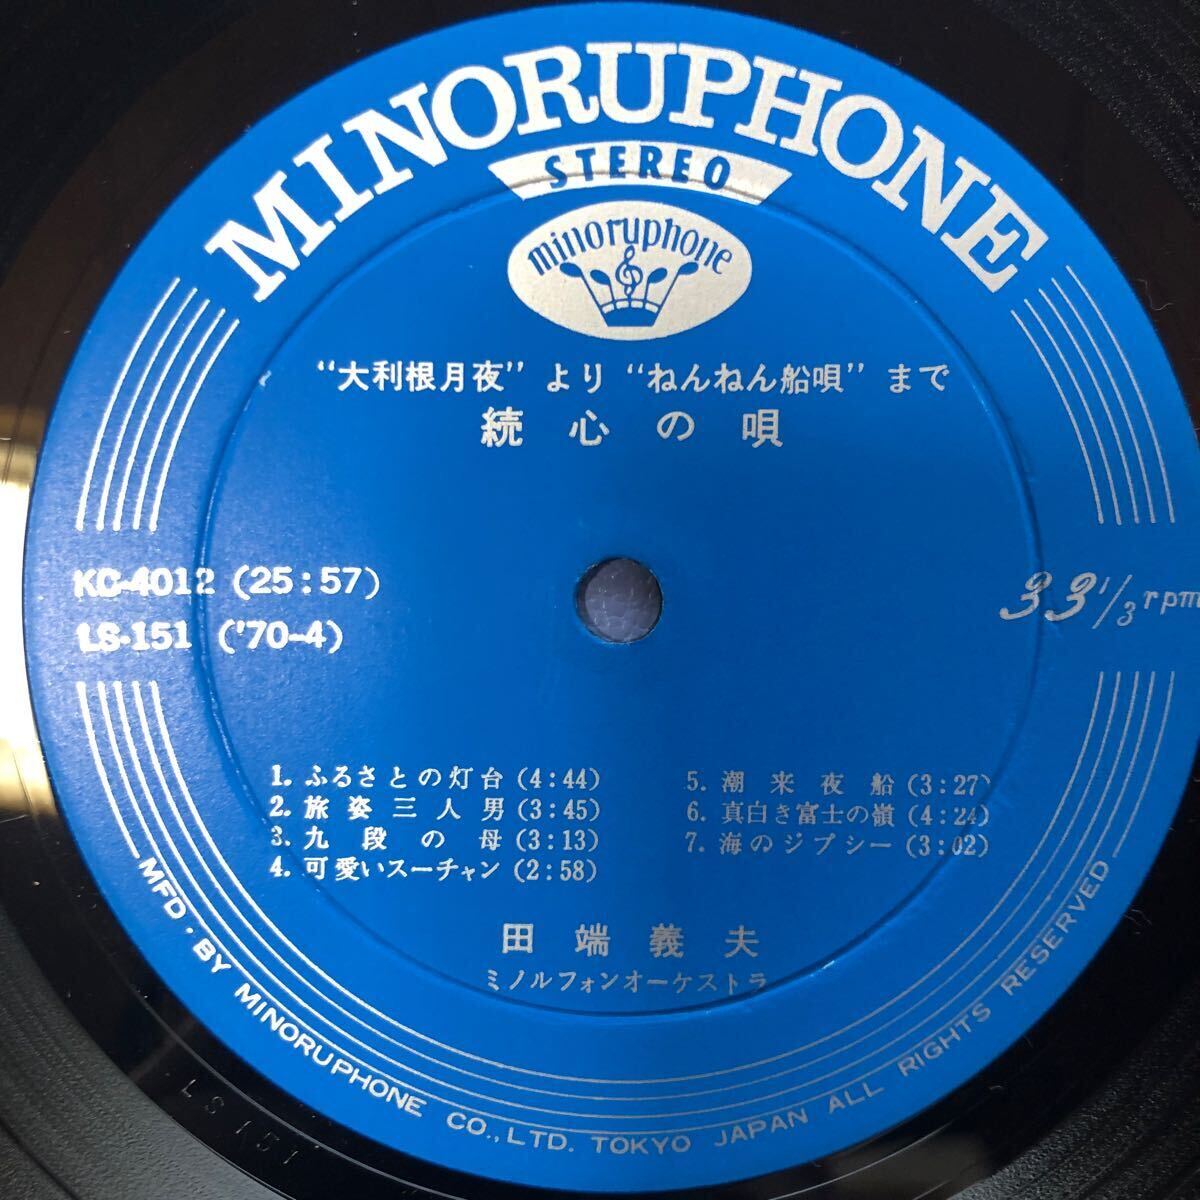 MINORUPHONE
STEREO
minoruphone
“大利根月夜” より “ねんねん船唄” まで
続心の唄
KC-4012 (25:57)
LS-151 ('70-4)
33 1/3 rpm
1. ふるさとの灯台 (4:44)
2. 旅姿三人男 (3:45)
3. 九段の母 (3:13)
4. 可愛いスーチャン (2:58)
5. 潮来夜船 (3:27)
6. 真白き富士の嶺 (4:24)
7. 海のジプシー (3:02)
田端義夫
ミノルフォンオーケストラ
MFD・BY MINORUPHONE CO., LTD. TOKYO JAPAN ALL RIGHTS RESERVED
LS 151